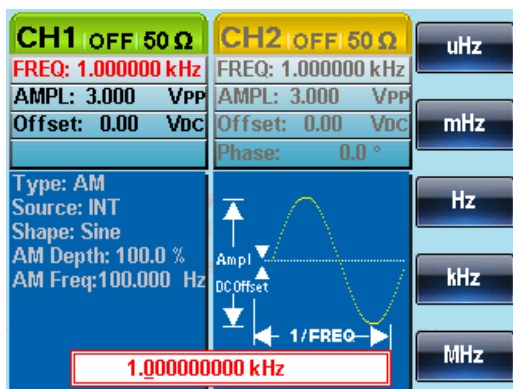 CH1 OFF 50 Ω
FREQ: 1.000000 kHz
AMPL: 3.000 VPP
Offset: 0.00 VDC
CH2 OFF 50 Ω
FREQ: 1.000000 kHz
AMPL: 3.000 VPP
Offset: 0.00 VDC
Phase: 0.0 °
Type: AM
Source: INT
Shape: Sine
AM Depth: 100.0 %
AM Freq:100.000 Hz
Ampl
DC Offset
1/FREQ
1.000000000 kHz
uHz
mHz
Hz
kHz
MHz